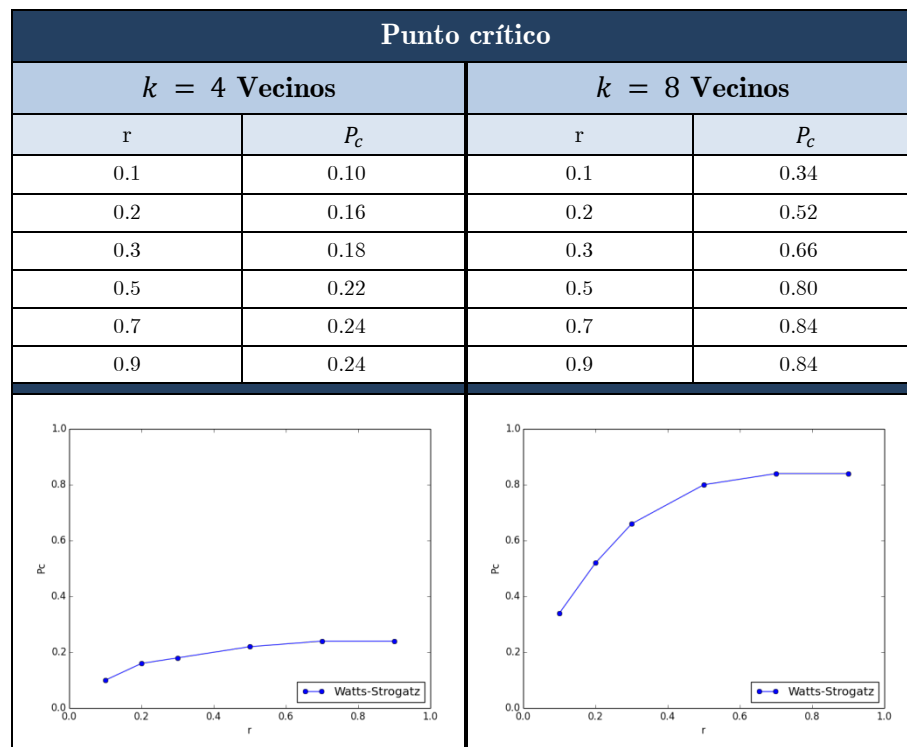 Punto crítico
k = 4 Vecinos k = 8 Vecinos
r P_c r P_c
0.1 0.10 0.1 0.34
0.2 0.16 0.2 0.52
0.3 0.18 0.3 0.66
0.5 0.22 0.5 0.80
0.7 0.24 0.7 0.84
0.9 0.24 0.9 0.84
1.0
0.8
0.6
0.4
0.2
0.0
Pc
Watts-Strogatz
0.0 0.2 0.4 0.6 0.8 1.0
r
1.0
0.8
0.6
0.4
0.2
0.0
Pc
Watts-Strogatz
0.0 0.2 0.4 0.6 0.8 1.0
r